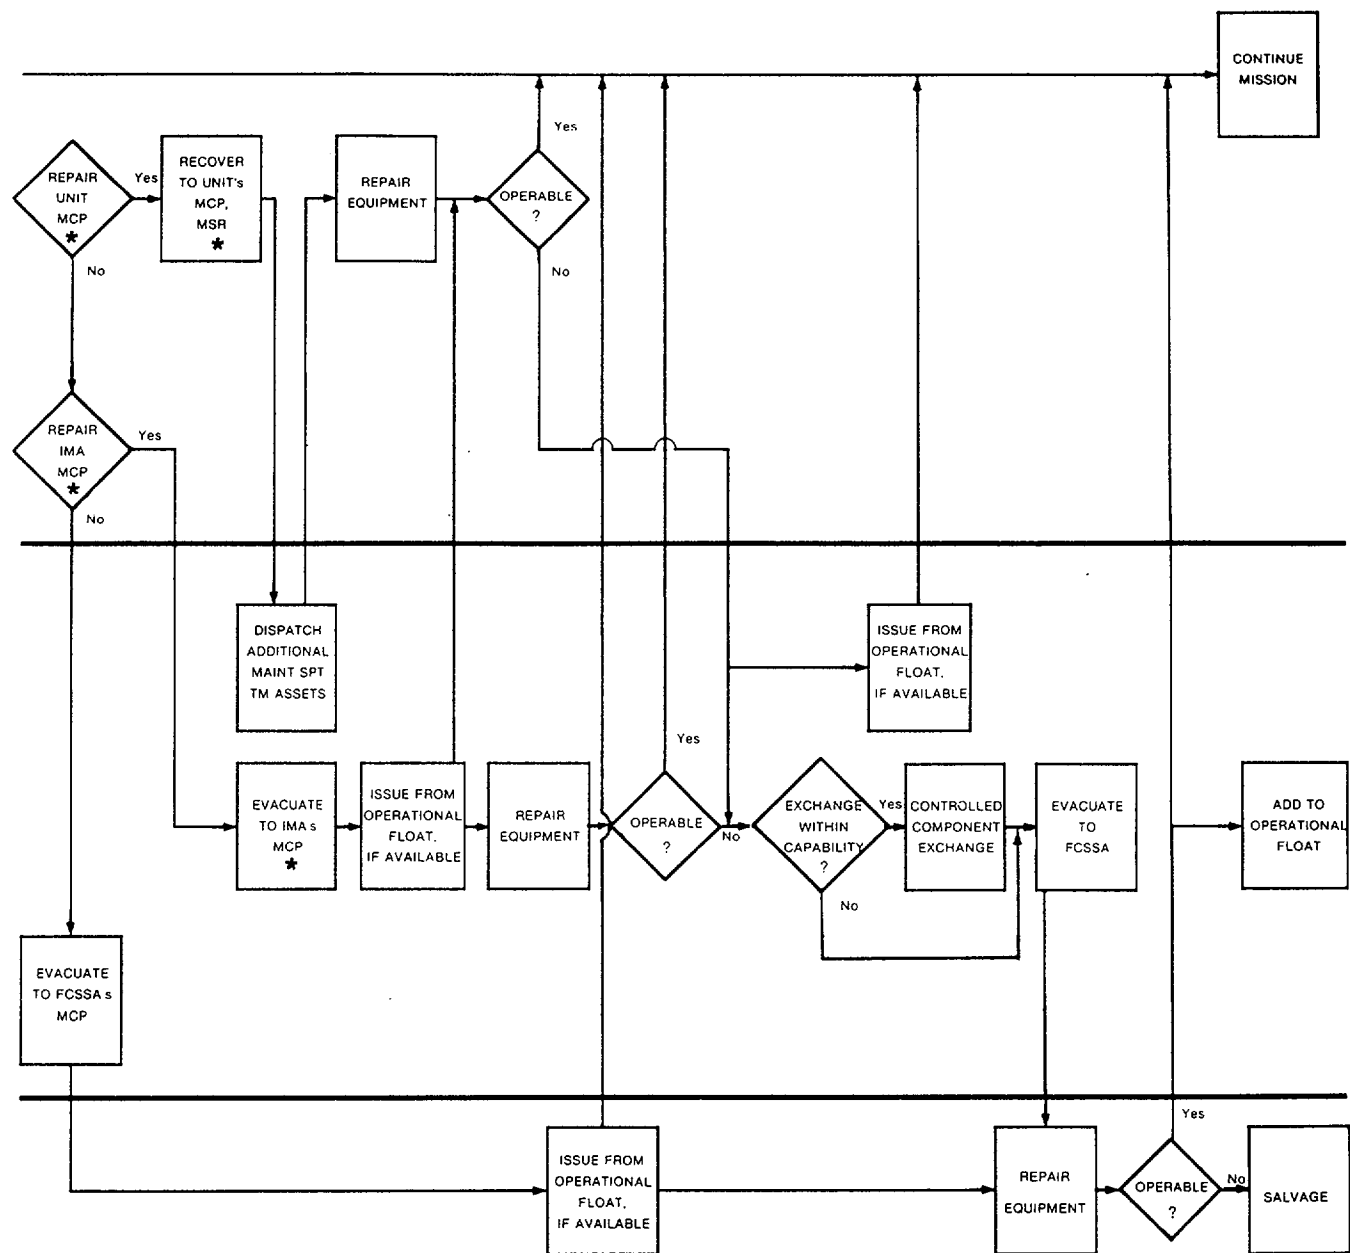 CONTINUE
MISSION
Yes
REPAIR
UNIT
MCP
*
Yes
RECOVER
TO UNIT's
MCP,
MSR
*
REPAIR
EQUIPMENT
OPERABLE
?
No
No
REPAIR
IMA
MCP
*
Yes
No
DISPATCH
ADDITIONAL
MAINT SPT
TM ASSETS
ISSUE FROM
OPERATIONAL
FLOAT,
IF AVAILABLE
Yes
EVACUATE
TO IMA s
MCP
*
ISSUE FROM
OPERATIONAL
FLOAT,
IF AVAILABLE
REPAIR
EQUIPMENT
OPERABLE
?
No
EXCHANGE
WITHIN
CAPABILITY
?
Yes
No
CONTROLLED
COMPONENT
EXCHANGE
EVACUATE
TO
FCSSA
ADD TO
OPERATIONAL
FLOAT
EVACUATE
TO FCSSA s
MCP
Yes
ISSUE FROM
OPERATIONAL
FLOAT,
IF AVAILABLE
REPAIR
EQUIPMENT
OPERABLE
?
No
SALVAGE